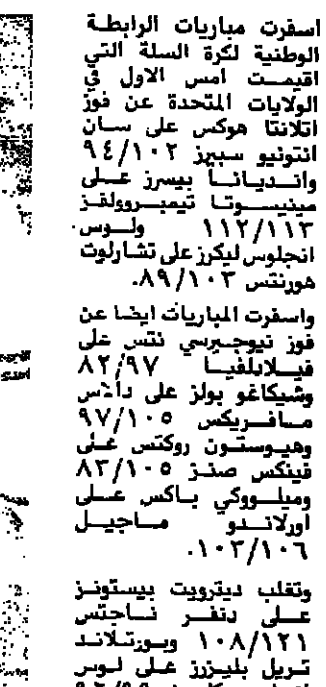 اسفرت مباريات الرابطة
الوطنية لكرة السلة التي
اقيمت امس الاول في
الولايات المتحدة عن فوز
اتلانتا هوكس على سان
انتونيو سبيرز ٩٤/١٠٢
وانديانا بيسرز على
مينيسوتا تيمبروولفز
١١٢/١١٣ ولوس
انجلوس ليكرز على تشارلوت
هورنتس ٨٩/١٠٣.
واسفرت المباريات ايضا عن
فوز نيوجيرسي نتس على
فيلادلفيا ٨٢/٩٧
وشيكاغو بولز على دالاس
مافريكس ٩٧/١٠٥
وهيوستون روكتس على
فينكس صنز ٨٣/١٠٥
وميلووكي باكس على
اورلاندو ماجيل
١٠٣/١٠٦.
وتغلب ديترويت بيستونز
على دنفر ناجتس
١٠٨/١٢١ وبورتلاند
تريل بليزرز على لوس